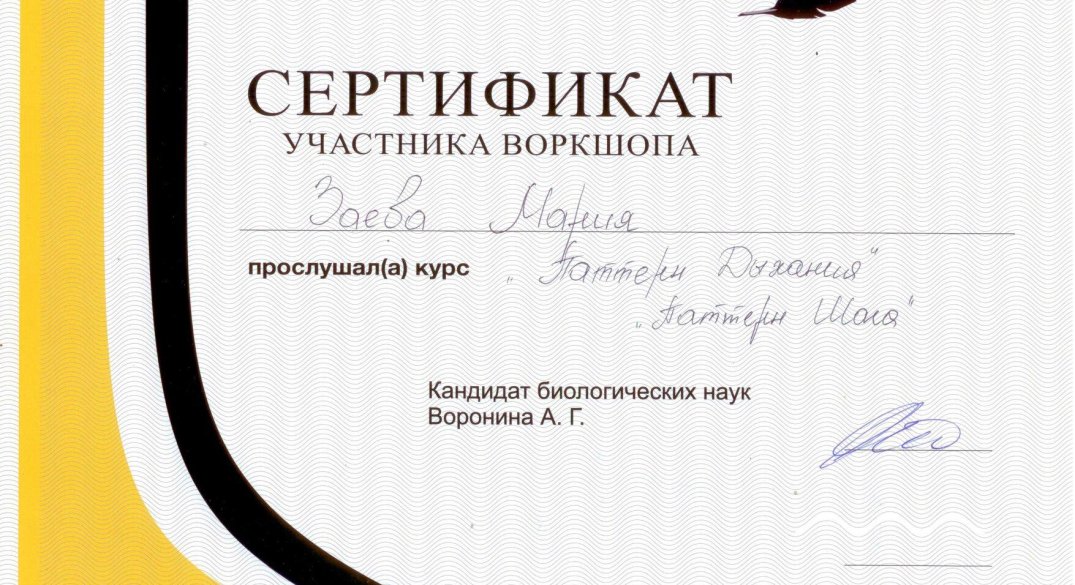 СЕРТИФИКАТ
УЧАСТНИКА ВОРКШОПА
Заева Мария
прослушал(а) курс „Паттерн Дыхания"
„Паттерн Шага"
Кандидат биологических наук
Воронина А. Г.